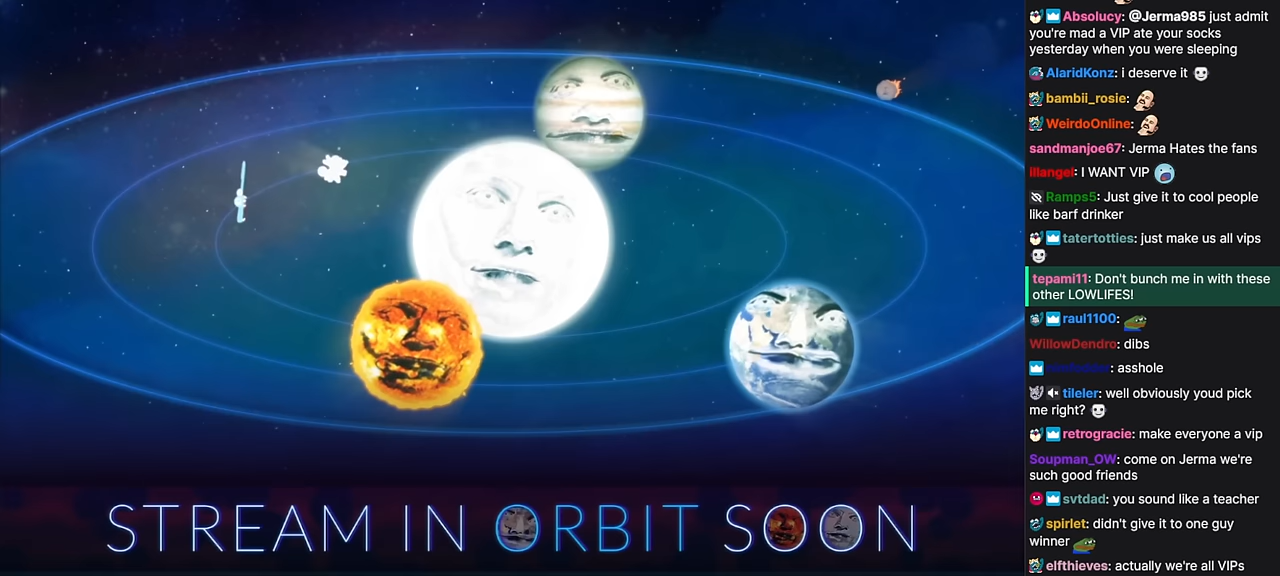 STREAM IN ORBIT SOON
Absolucy: @Jerma985 just admit
you're mad a VIP ate your socks
yesterday when you were sleeping
AlaridKonz: i deserve it
bambii_rosie:
WeirdoOnline:
sandmanjoe67: Jerma Hates the fans
illangel: I WANT VIP
Ramps5: Just give it to cool people
like barf drinker
tatertotties: just make us all vips
tepami11: Don't bunch me in with these
other LOWLIFES!
raul1100:
WillowDendro: dibs
: asshole
tileler: well obviously youd pick
me right?
retrogracie: make everyone a vip
Soupman_OW: come on Jerma we're
such good friends
svtdad: you sound like a teacher
spirlet: didn't give it to one guy
winner
elfthieves: actually we're all VIPs